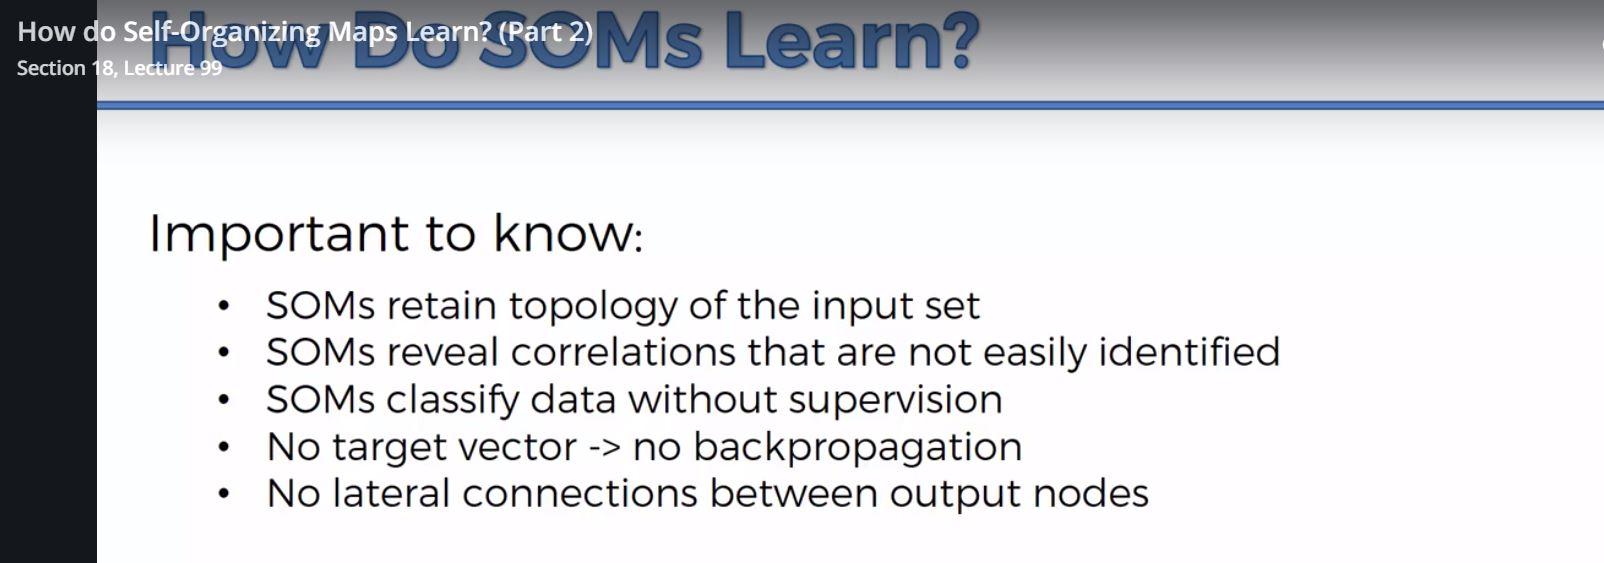 How do Self-Organizing Maps Learn? (Part 2)
How Do SOMs Learn?
Section 18, Lecture 99
Important to know:
• SOMs retain topology of the input set
• SOMs reveal correlations that are not easily identified
• SOMs classify data without supervision
• No target vector -> no backpropagation
• No lateral connections between output nodes